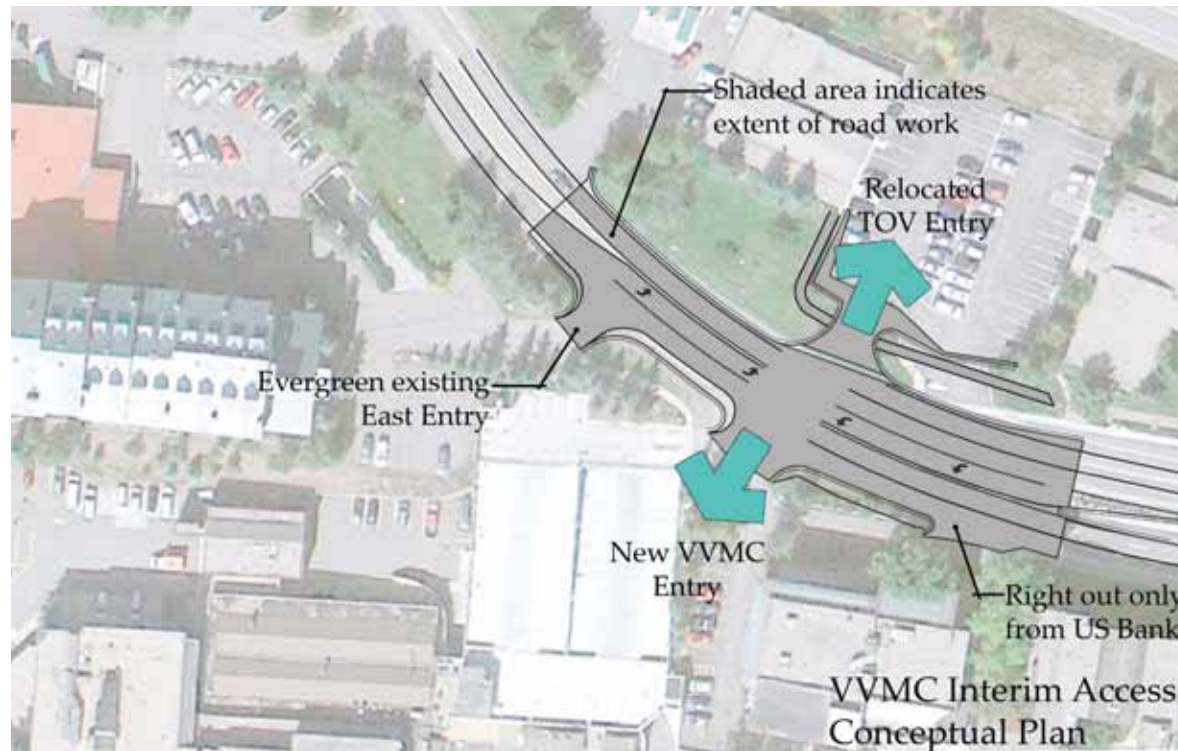 Shaded area indicates
extent of road work
Relocated
TOV Entry
Evergreen existing
East Entry
New VVMC
Entry
Right out only
from US Bank
VVMC Interim Access
Conceptual Plan